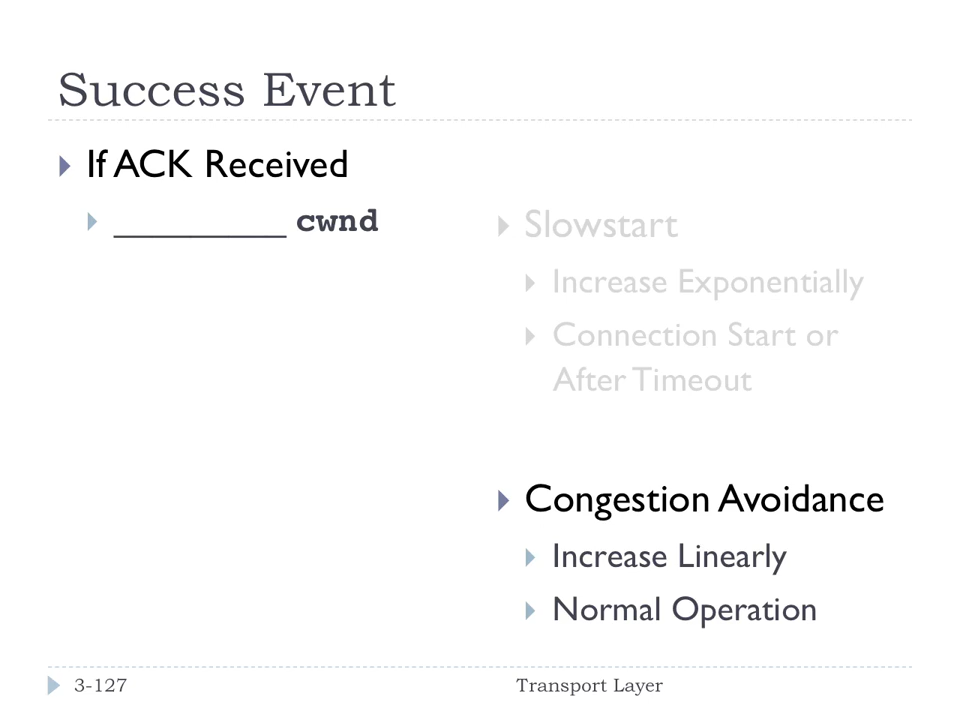 Success Event
If ACK Received
_________ cwnd
Slowstart
Increase Exponentially
Connection Start or
After Timeout
Congestion Avoidance
Increase Linearly
Normal Operation
3-127
Transport Layer